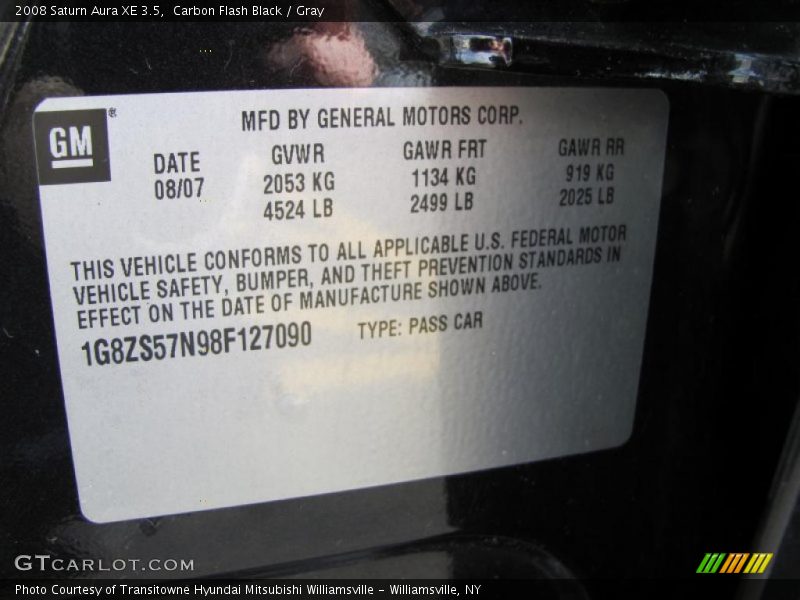 2008 Saturn Aura XE 3.5,  Carbon Flash Black / Gray
GM®
MFD BY GENERAL MOTORS CORP.
DATE GVWR GAWR FRT GAWR RR
08/07 2053 KG 1134 KG 919 KG
4524 LB 2499 LB 2025 LB
THIS VEHICLE CONFORMS TO ALL APPLICABLE U.S. FEDERAL MOTOR
VEHICLE SAFETY, BUMPER, AND THEFT PREVENTION STANDARDS IN
EFFECT ON THE DATE OF MANUFACTURE SHOWN ABOVE.
1G8ZS57N98F127090 TYPE: PASS CAR
GTCARLOT.COM
Photo Courtesy of Transitowne Hyundai Mitsubishi Williamsville – Williamsville, NY